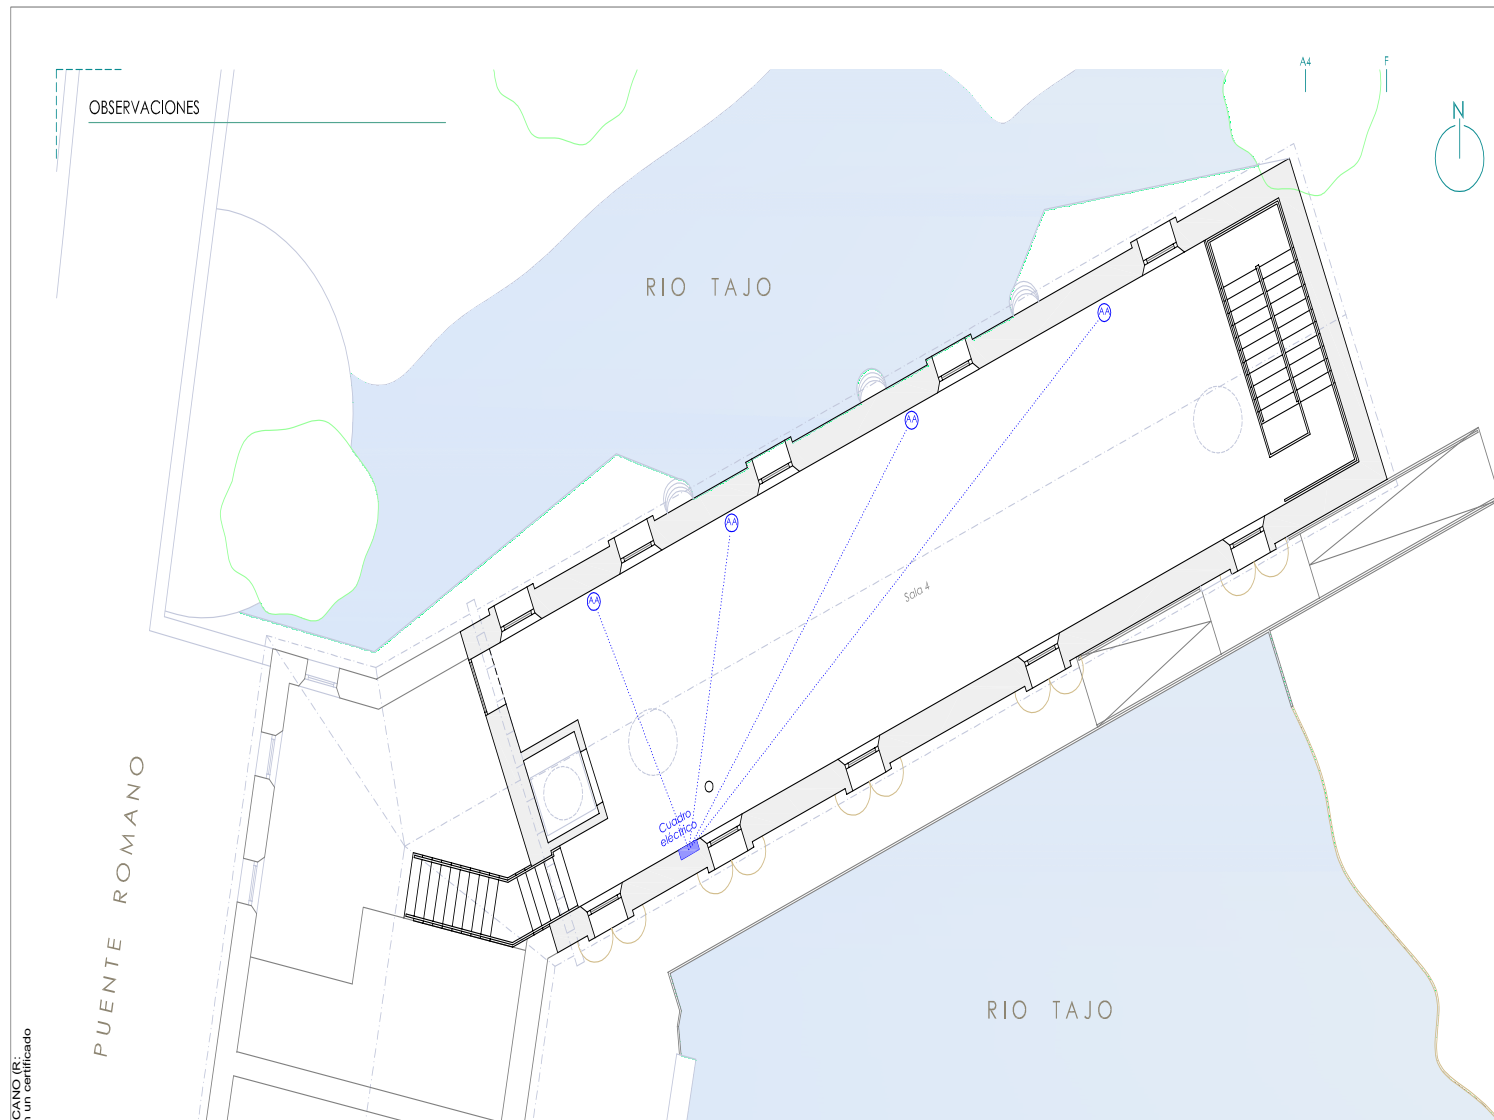 A4 F
OBSERVACIONES
N
RIO TAJO
AA
AA
AA
AA
Sala 4
Cuadro
eléctrico
PUENTE ROMANO
RIO TAJO
CANO (R:
n un certificado